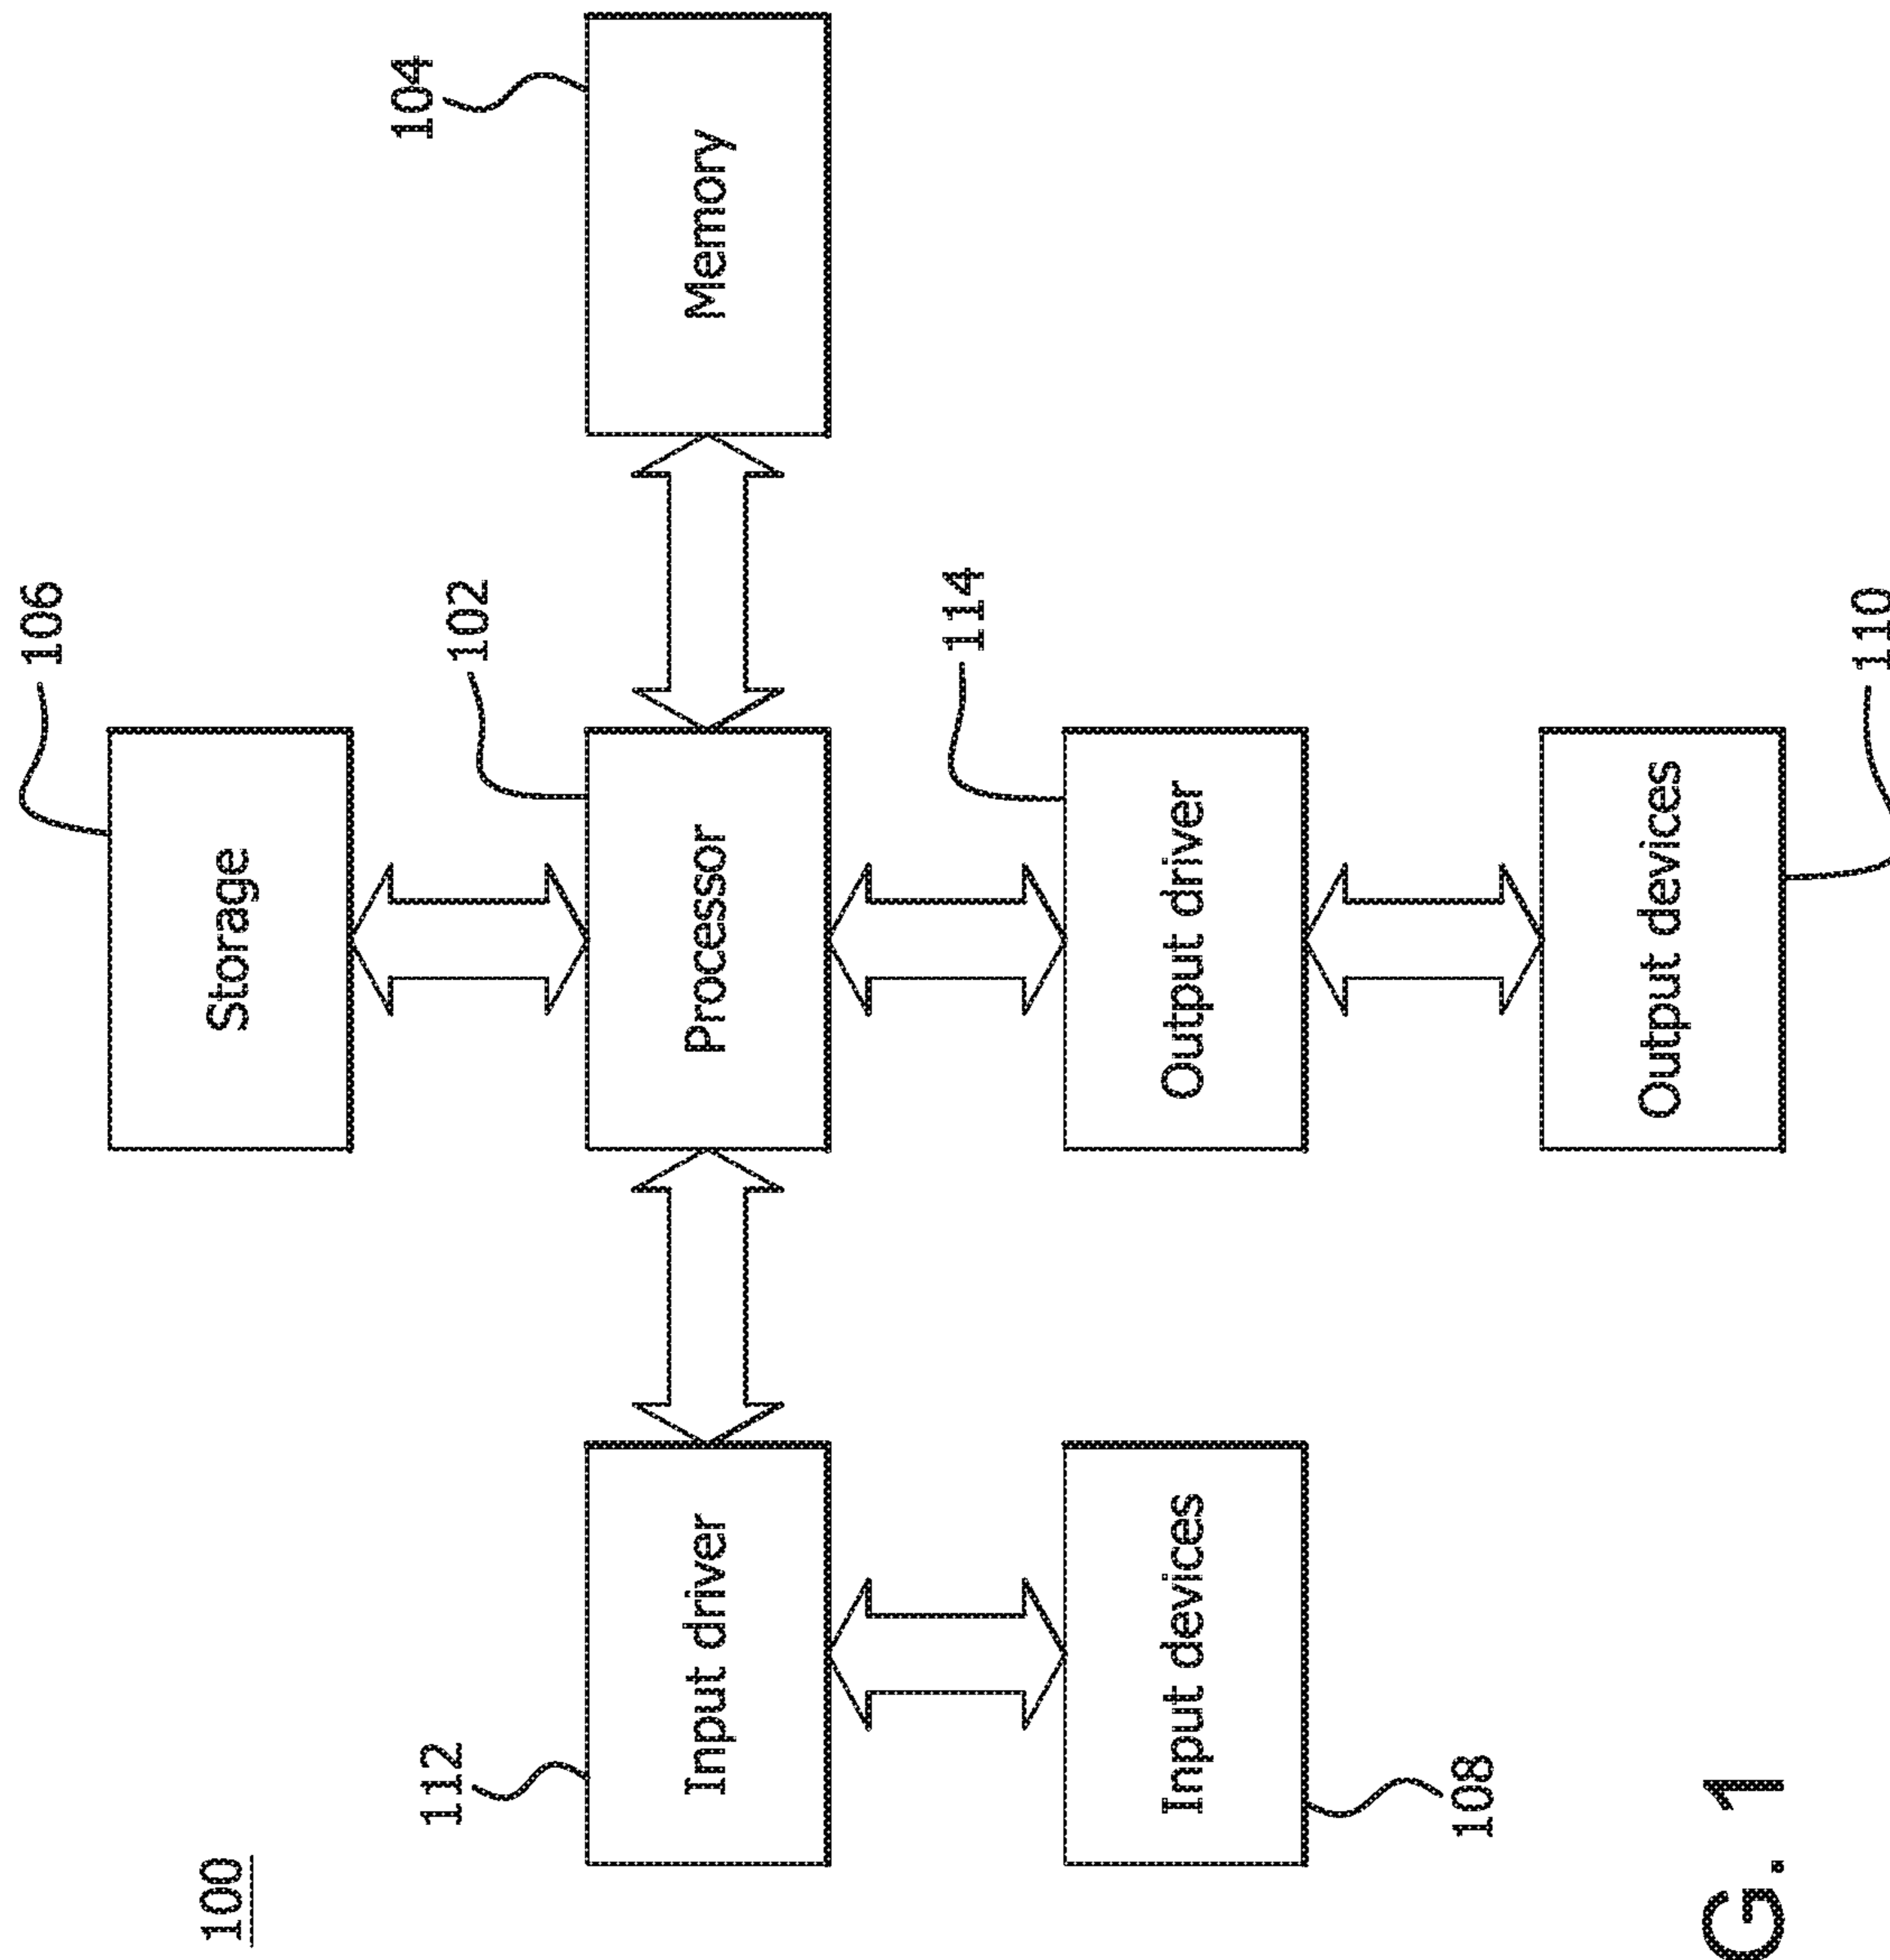 100
106
Storage
112
102
104
Input driver
Processor
Memory
114
Input devices
Output driver
108
110
Output devices
G. 1